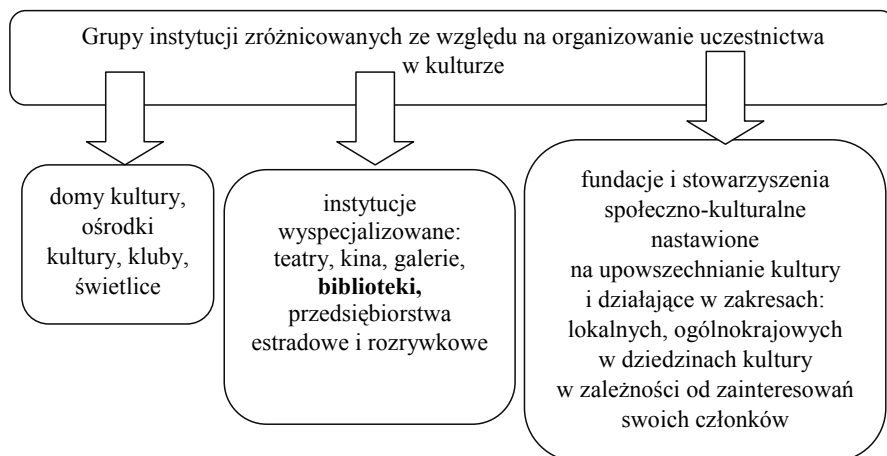 Grupy instytucji zróżnicowanych ze względu na organizowanie uczestnictwa
w kulturze
domy kultury,
ośrodki
kultury, kluby,
świetlice
instytucje
wyspecjalizowane:
teatry, kina, galerie,
biblioteki,
przedsiębiorstwa
estradowe i rozrywkowe
fundacje i stowarzyszenia
społeczno-kulturalne
nastawione
na upowszechnianie kultury
i działające w zakresach:
lokalnych, ogólnokrajowych
w dziedzinach kultury
w zależności od zainteresowań
swoich członków